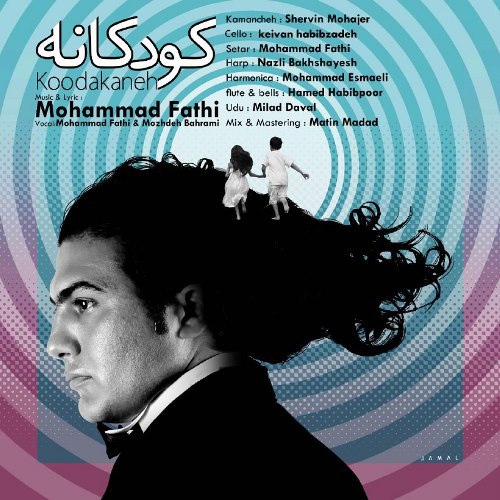 کودکانه
Koodakaneh
Music & Lyric :
Mohammad Fathi
Vocal:Mohammad Fathi & Mozhdeh Bahrami
Kamancheh : Shervin Mohajer
Cello : keivan habibzadeh
Setar : Mohammad Fathi
Harp : Nazli Bakhshayesh
Harmonica : Mohammad Esmaeli
flute & bells : Hamed Habibpoor
Udu : Milad Daval
Mix & Mastering : Matin Madad
JAMAL